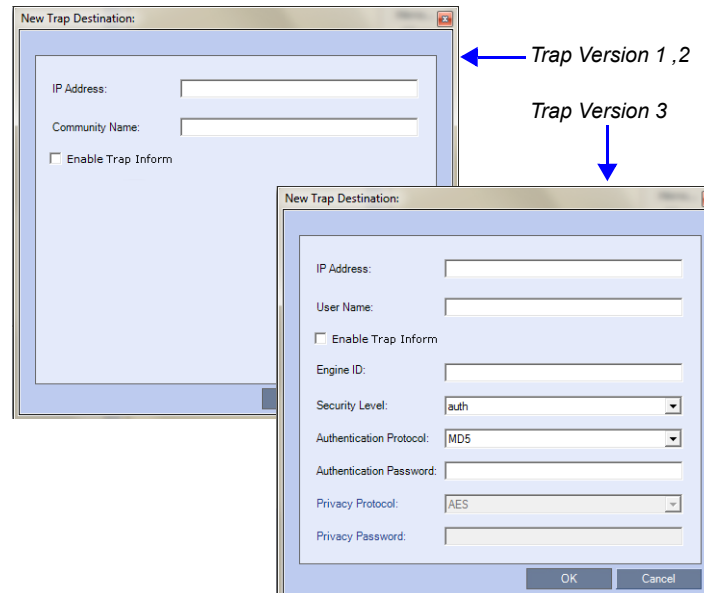 New Trap Destination:
Trap Version 1 ,2
IP Address:
Community Name:
Enable Trap Inform
Trap Version 3
New Trap Destination:
IP Address:
User Name:
Enable Trap Inform
Engine ID:
Security Level:
auth
Authentication Protocol:
MD5
Authentication Password:
Privacy Protocol:
AES
Privacy Password:
OK
Cancel